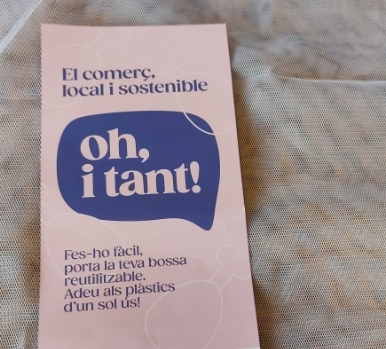 El comerç,
local i sostenible
oh,
i tant!
Fes-ho fàcil,
porta la teva bossa
reutilitzable.
Adeu als plàstics
d'un sol ús!